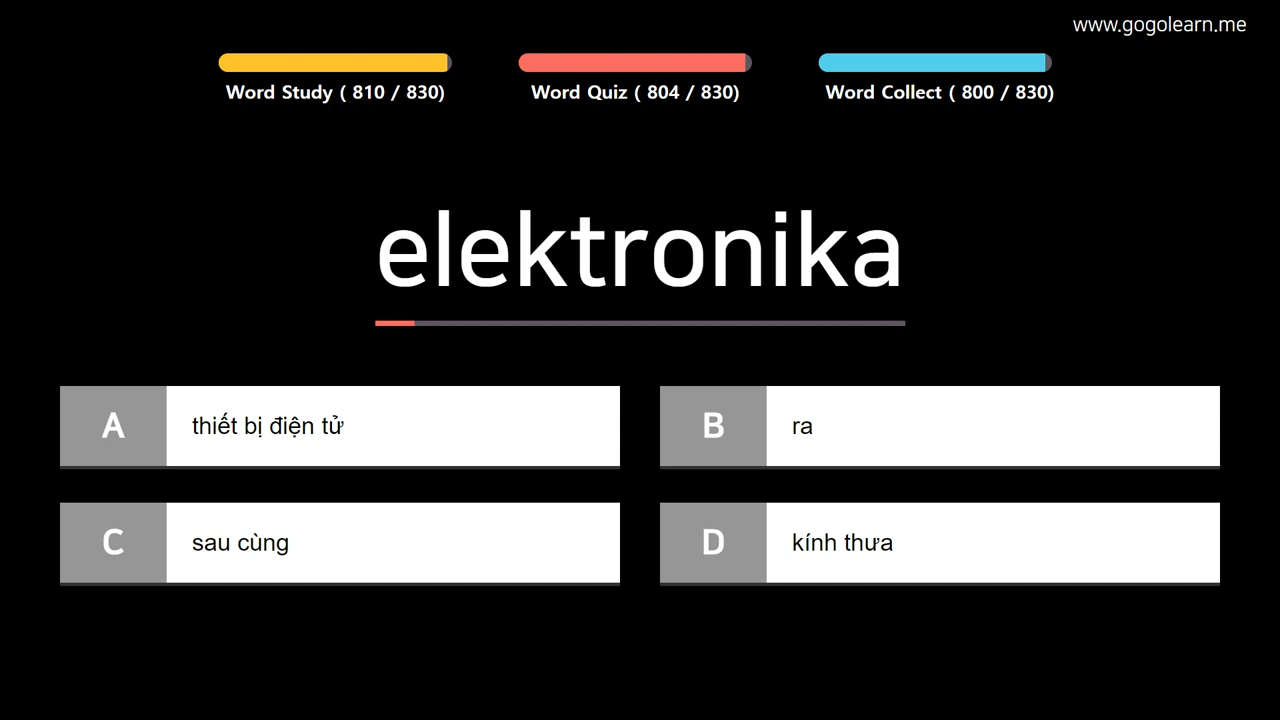 www.gogolearn.me
Word Study ( 810 / 830)
Word Quiz ( 804 / 830)
Word Collect ( 800 / 830)
elektronika
A
thiết bị điện tử
B
ra
C
sau cùng
D
kính thưa